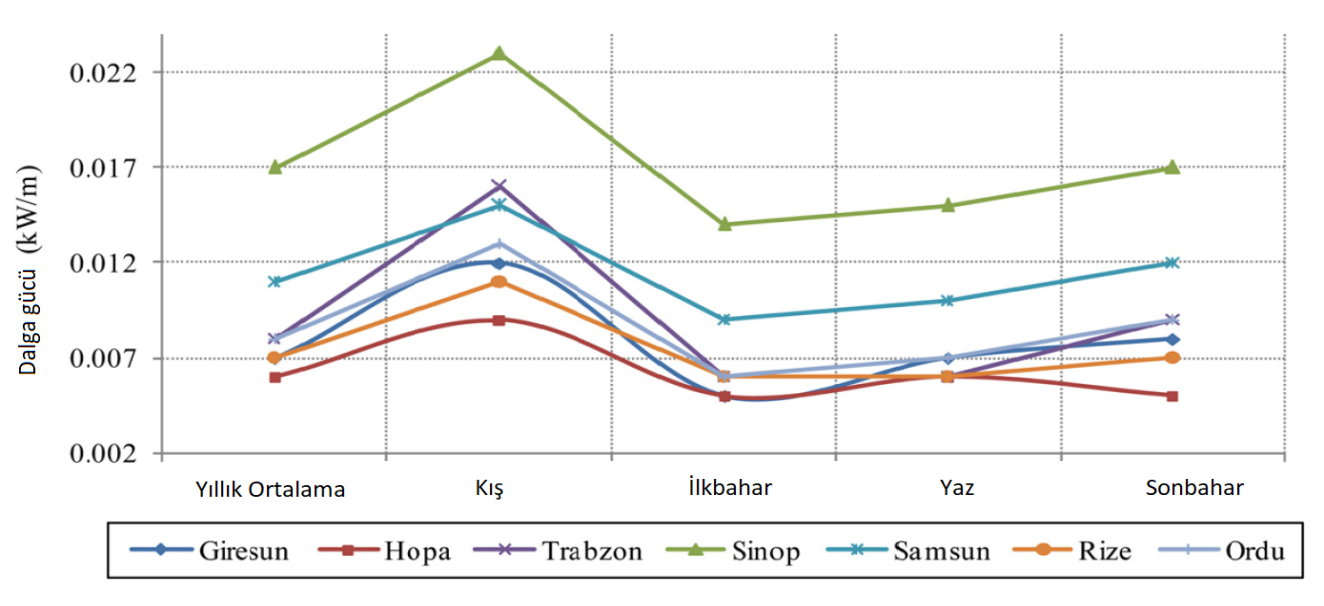 Dalga gücü (kW/m)
0.022
0.017
0.012
0.007
0.002
Yıllık Ortalama Kış İlkbahar Yaz Sonbahar
Giresun Hopa Trabzon Sinop Samsun Rize Ordu